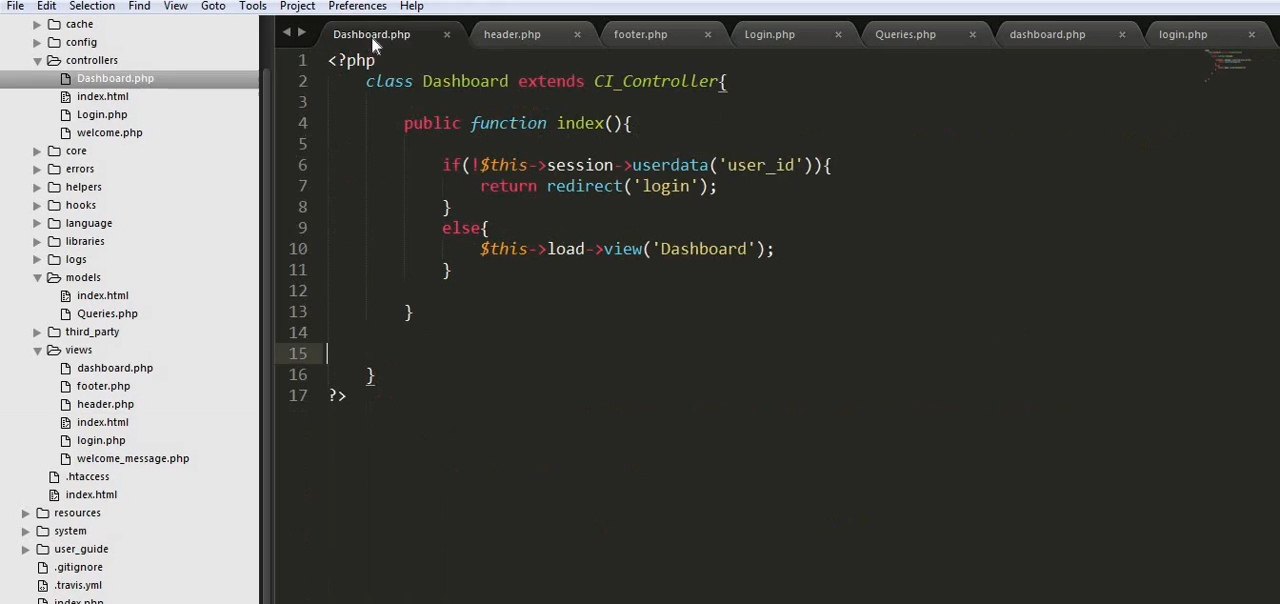 File Edit Selection Find View Goto Tools Project Preferences Help
cache
config
controllers
Dashboard.php
index.html
Login.php
welcome.php
core
errors
helpers
hooks
language
libraries
logs
models
index.html
Queries.php
third_party
views
dashboard.php
footer.php
header.php
index.html
login.php
welcome_message.php
.htaccess
index.html
resources
system
user_guide
.gitignore
.travis.yml
index.php
Dashboard.php × header.php × footer.php × Login.php × Queries.php × dashboard.php × login.php ×
1 <?php
2 class Dashboard extends CI_Controller{
3
4 public function index(){
5
6 if(!$this->session->userdata('user_id')){
7 return redirect('login');
8 }
9 else{
10 $this->load->view('Dashboard');
11 }
12
13 }
14
15
16 }
17 ?>